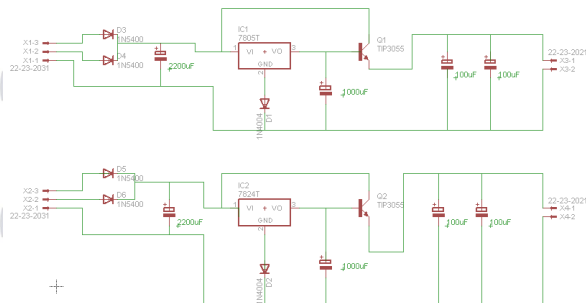 D3
1N5400
X1-3
X1-2
X1-1
22-23-2031
D4
1N5400
2200uF
IC1
7805T
1
VI
VO
3
GND
2
1N4004
D1
1000uF
Q1
TIP3055
100uF
100uF
22-23-2021
X3-1
X3-2
D5
1N5400
X2-3
X2-2
X2-1
22-23-2031
D6
1N5400
2200uF
IC2
7824T
1
VI
VO
3
GND
2
1N4004
D2
1000uF
Q2
TIP3055
100uF
100uF
22-23-2021
X4-1
X4-2